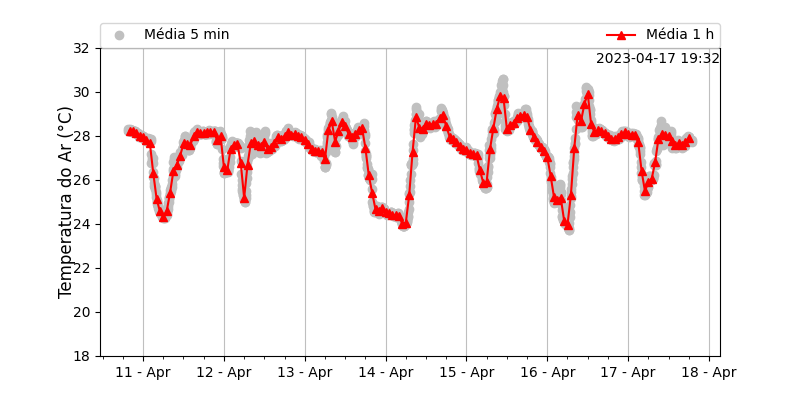 Média 5 min
Média 1 h
2023-04-17 19:32
Temperatura do Ar (°C)
32
30
28
26
24
22
20
18
11 - Apr
12 - Apr
13 - Apr
14 - Apr
15 - Apr
16 - Apr
17 - Apr
18 - Apr